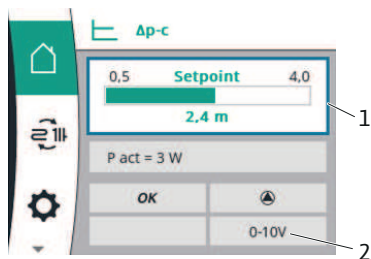 Δp-c
0,5 Setpoint 4,0
2,4 m
1
P act = 3 W
OK
0-10V
2